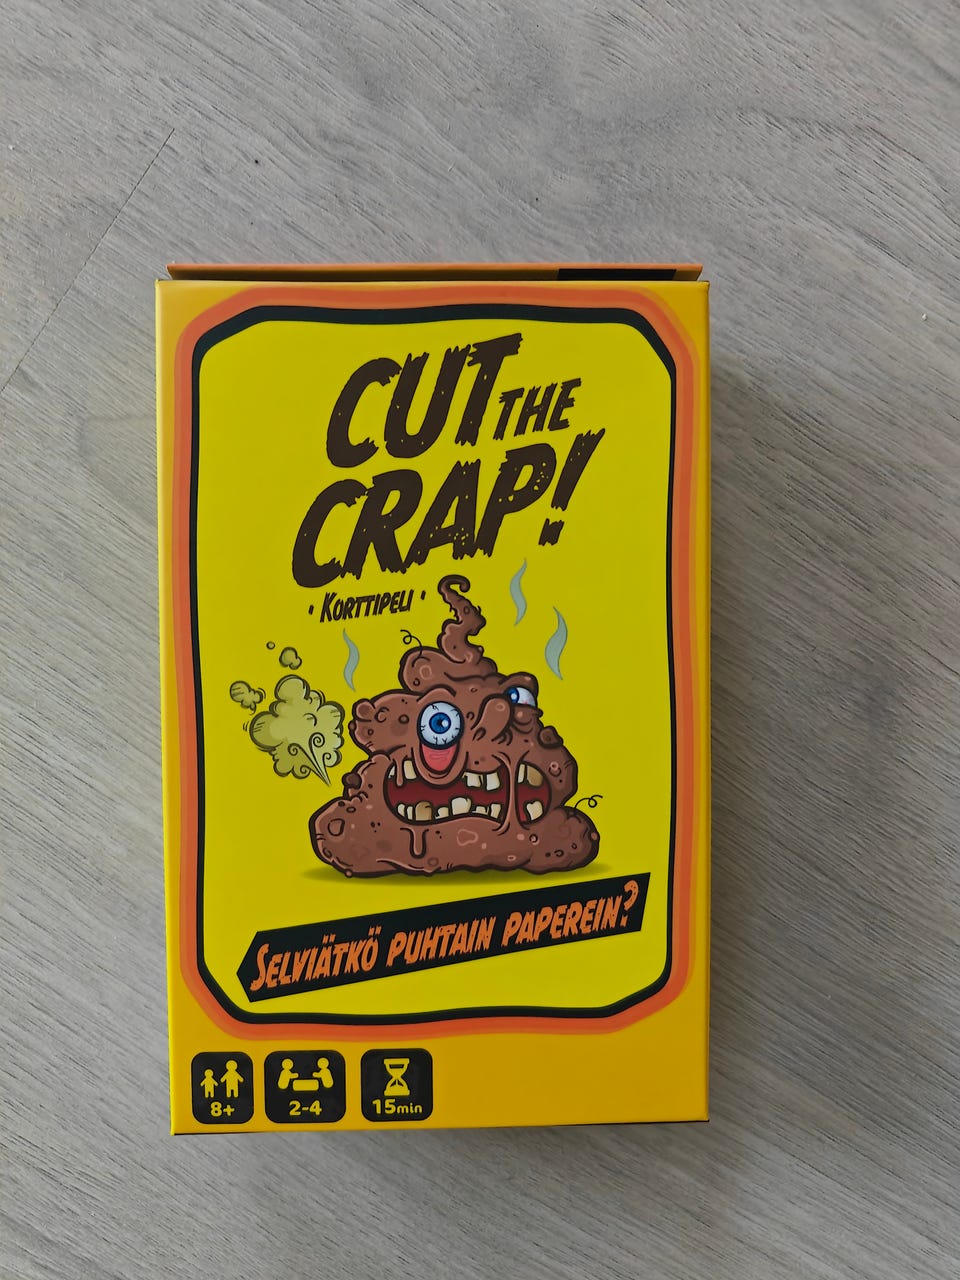 CUT THE
CRAP!
· KORTTIPELI ·
SELVIÄTKÖ PUHTAIN PAPEREIN?
8+
2-4
15min